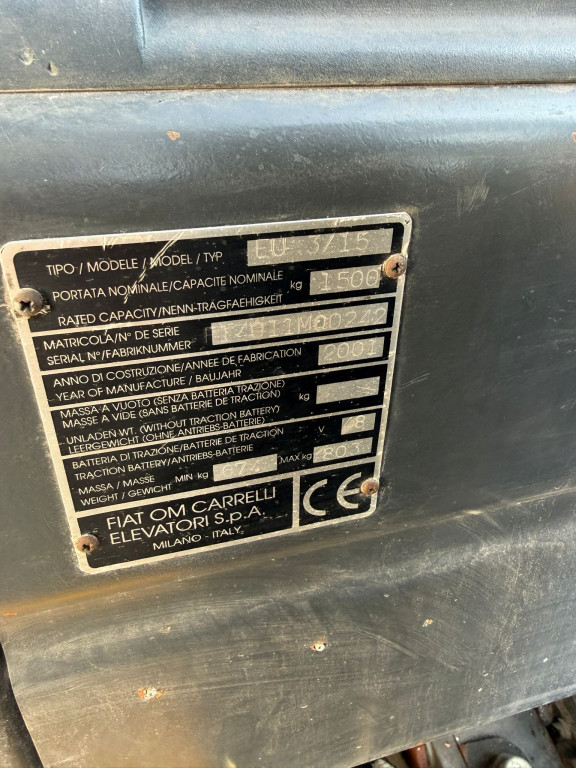 TIPO / MODELE / MODEL / TYP EU 3/15
PORTATA NOMINALE/CAPACITE NOMINALE
RATED CAPACITY/NENN-TRAGFAEHIGKEIT kg 1500
MATRICOLA/N° DE SERIE
SERIAL N°/FABRIKNUMMER
ANNO DI COSTRUZIONE/ANNEE DE FABRICATION
YEAR OF MANUFACTURE / BAUJAHR 2001
MASSA A VUOTO (SENZA BATTERIA TRAZIONE)
MASSE A VIDE (SANS BATTERIE DE TRACTION) kg
UNLADEN WT. (WITHOUT TRACTION BATTERY)
LEERGEWICHT (OHNE ANTRIEBS-BATTERIE)
BATTERIA DI TRAZIONE/BATTERIE DE TRACTION
TRACTION BATTERY/ANTRIEBS-BATTERIE V
MASSA / MASSE
WEIGHT / GEWICHT MIN kg MAX kg
FIAT OM CARRELLI
ELEVATORI S.p.A.
MILANO - ITALY
CE